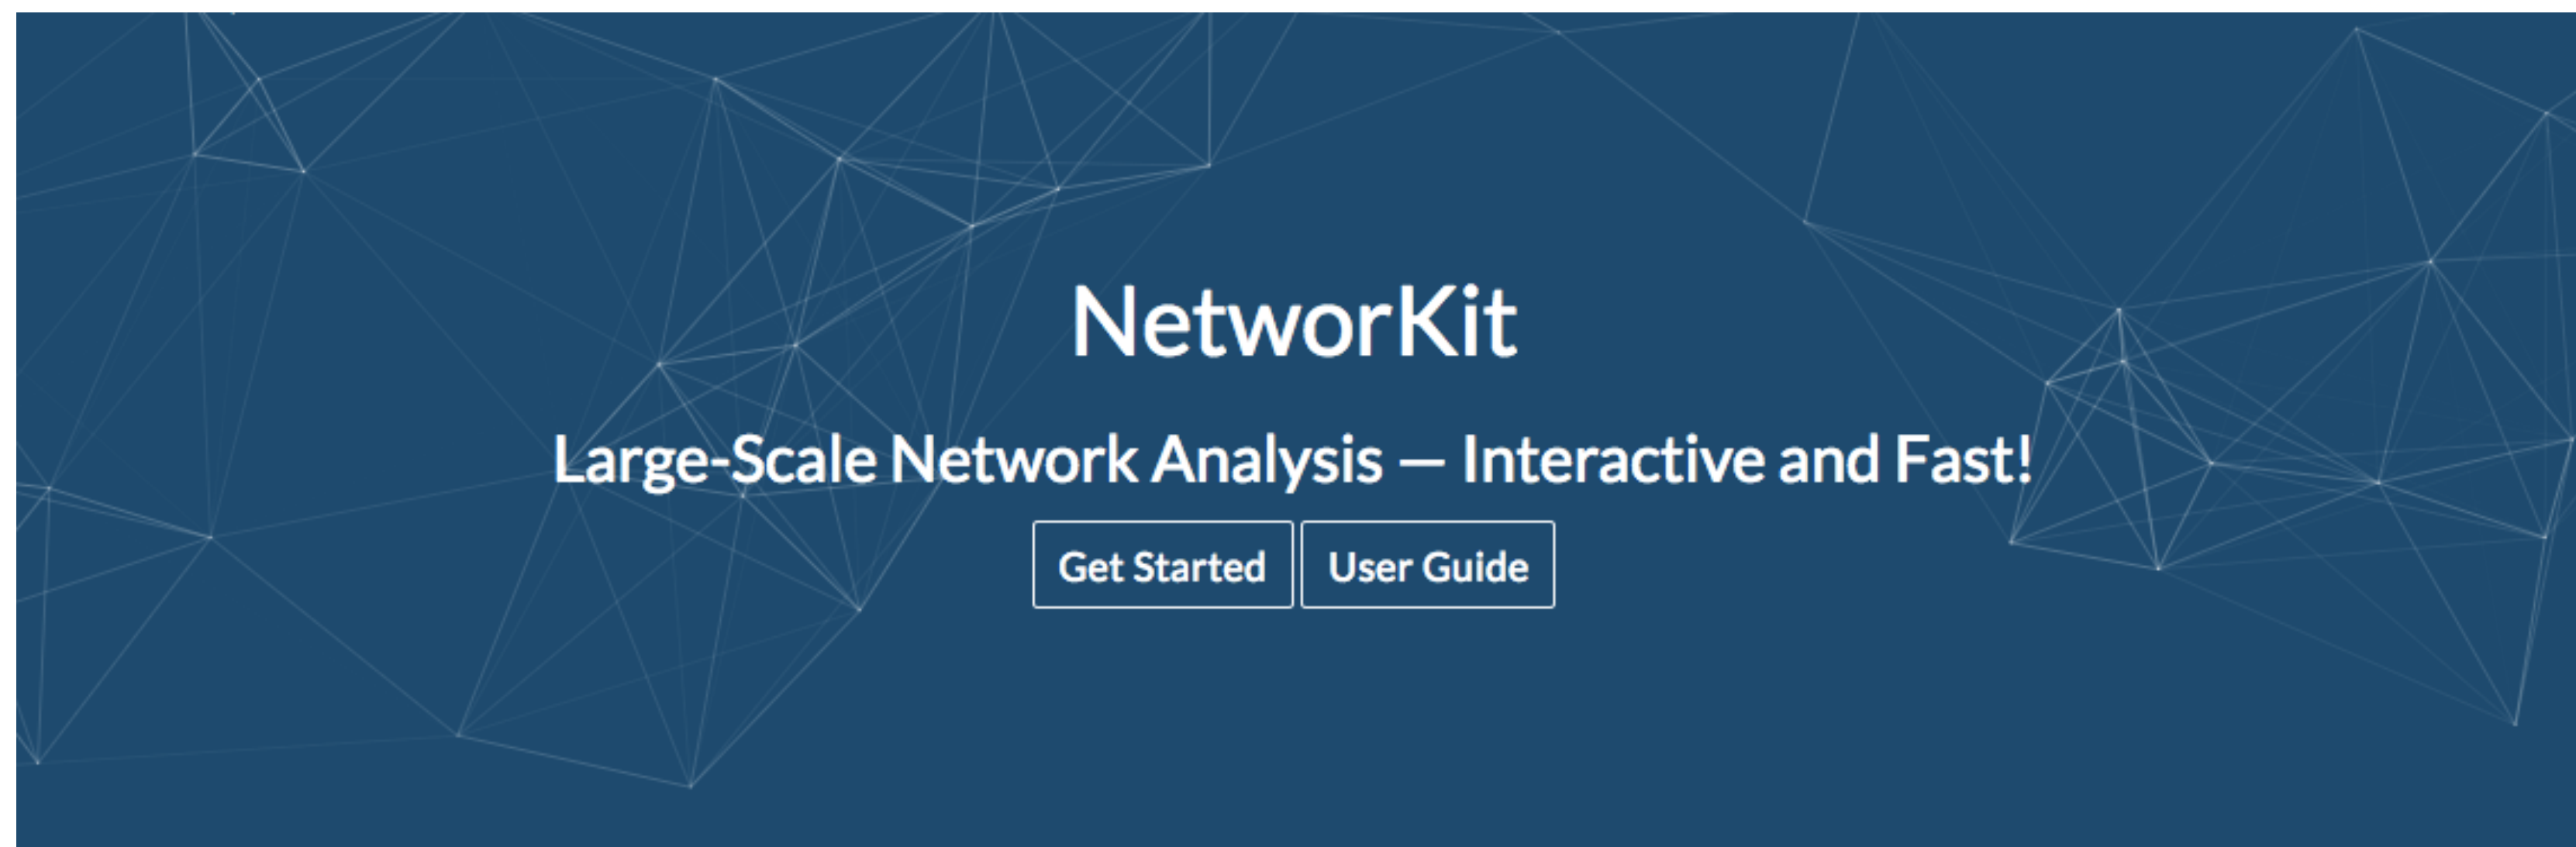 NetworKit
Large-Scale Network Analysis — Interactive and Fast!
Get Started
User Guide